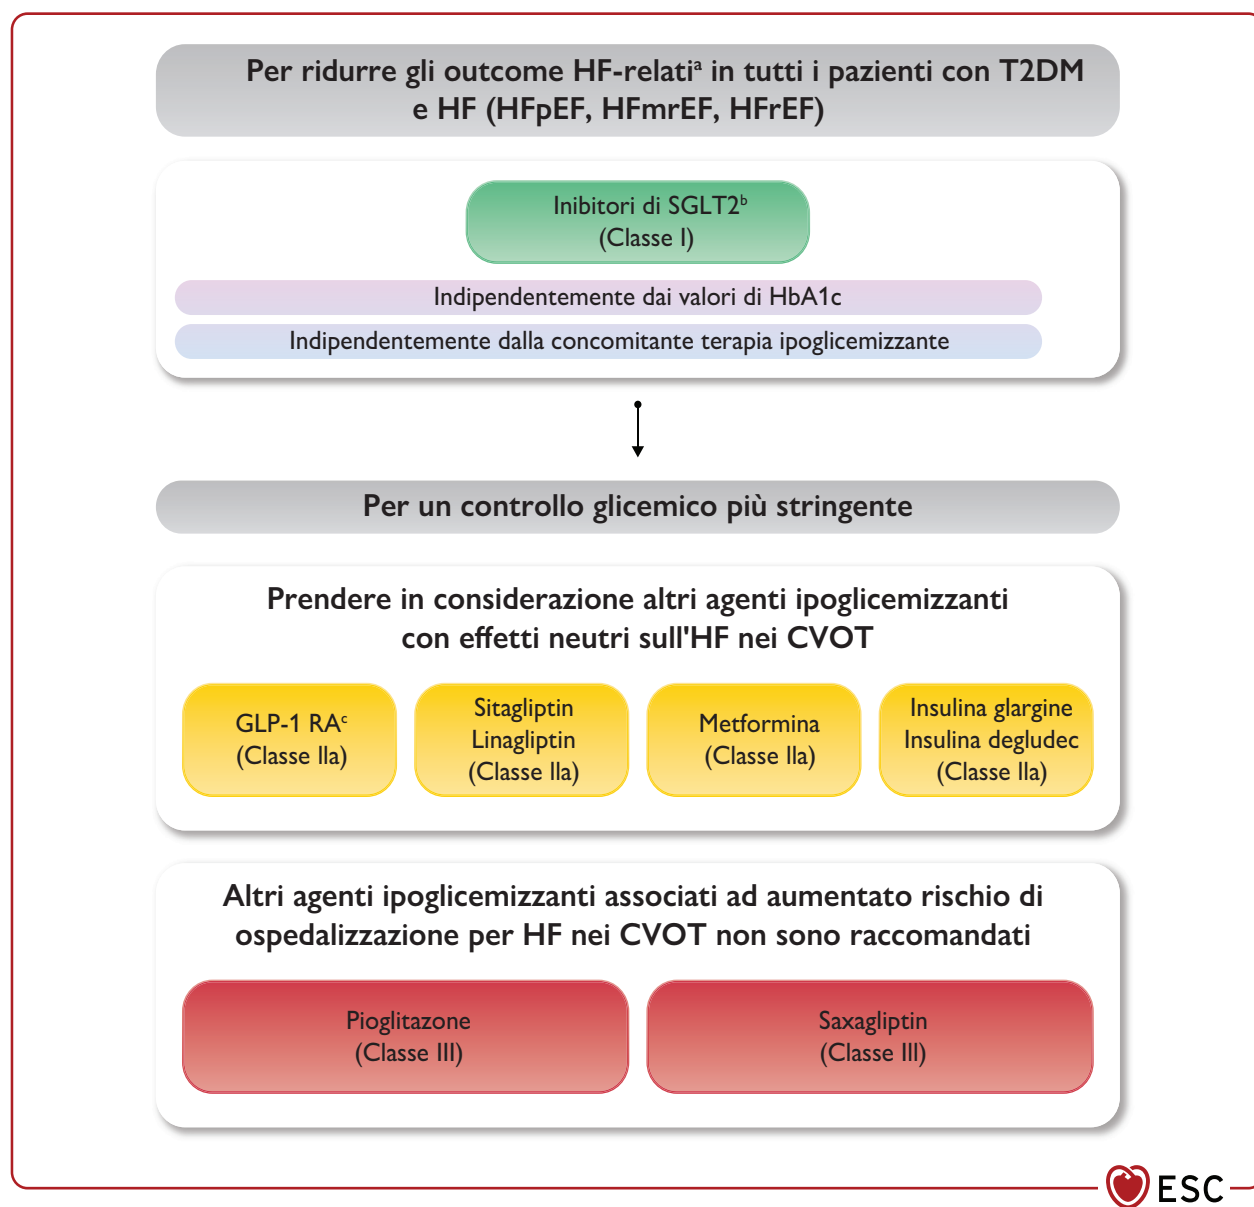 Per ridurre gli outcome HF-relatiᵃ in tutti i pazienti con T2DM
e HF (HFpEF, HFmrEF, HFrEF)
Inibitori di SGLT2ᵇ
(Classe I)
Indipendentemente dai valori di HbA1c
Indipendentemente dalla concomitante terapia ipoglicemizzante
Per un controllo glicemico più stringente
Prendere in considerazione altri agenti ipoglicemizzanti
con effetti neutri sull'HF nei CVOT
GLP-1 RAᶜ
(Classe IIa)
Sitagliptin
Linagliptin
(Classe IIa)
Metformina
(Classe IIa)
Insulina glargine
Insulina degludec
(Classe IIa)
Altri agenti ipoglicemizzanti associati ad aumentato rischio di
ospedalizzazione per HF nei CVOT non sono raccomandati
Pioglitazone
(Classe III)
Saxagliptin
(Classe III)
ESC